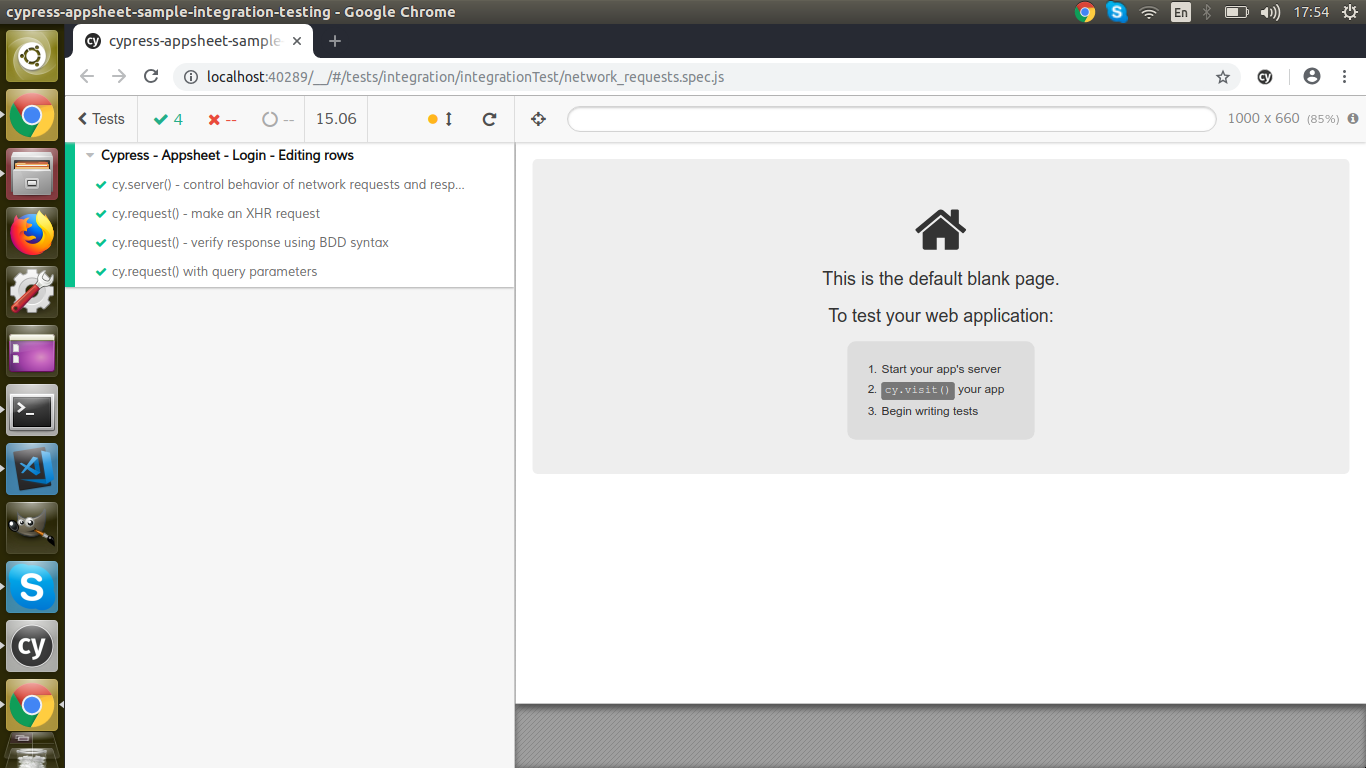 cypress-appsheet-sample-integration-testing - Google Chrome
En
17:54
cy cypress-appsheet-sample
localhost:40289/__/#/tests/integration/integrationTest/network_requests.spec.js
cy
Tests
4
--
--
15.06
1000 x 660 (85%)
Cypress - Appsheet - Login - Editing rows
cy.server() - control behavior of network requests and resp...
cy.request() - make an XHR request
cy.request() - verify response using BDD syntax
cy.request() with query parameters
This is the default blank page.
To test your web application:
1. Start your app's server
2. cy.visit() your app
3. Begin writing tests
S
cy